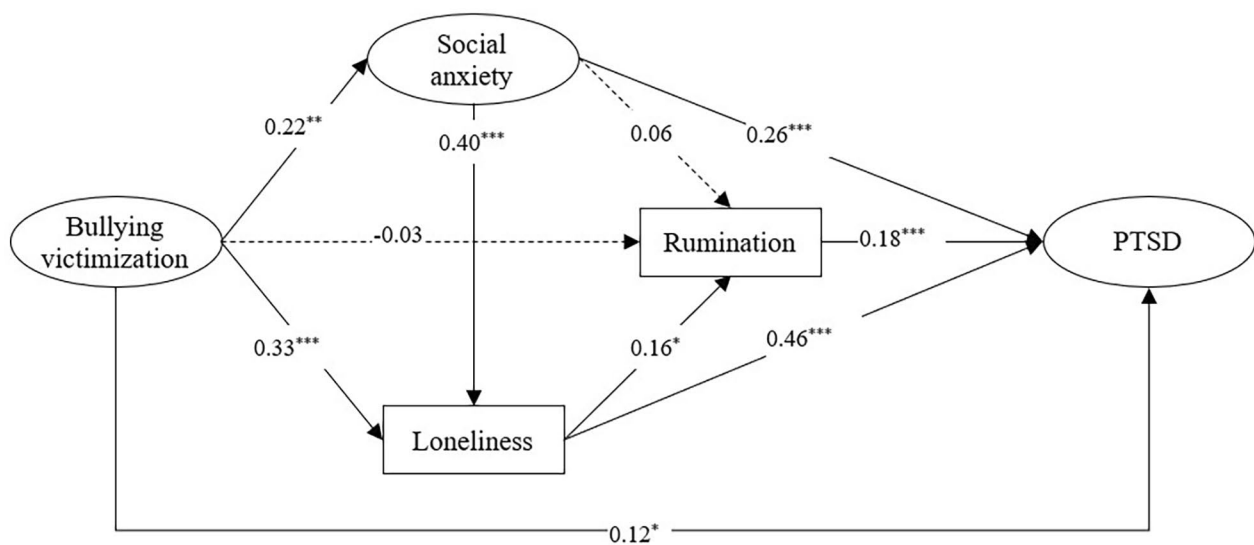 Social
anxiety
0.22**
0.40***
0.06
0.26***
Bullying
victimization
-0.03
Rumination
0.18***
PTSD
0.33***
0.16*
0.46***
Loneliness
0.12*